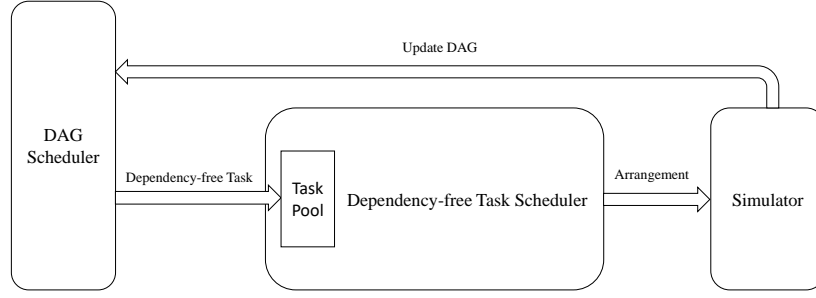 Update DAG
DAG
Scheduler
Dependency-free Task
Task
Pool
Dependency-free Task Scheduler
Arrangement
Simulator